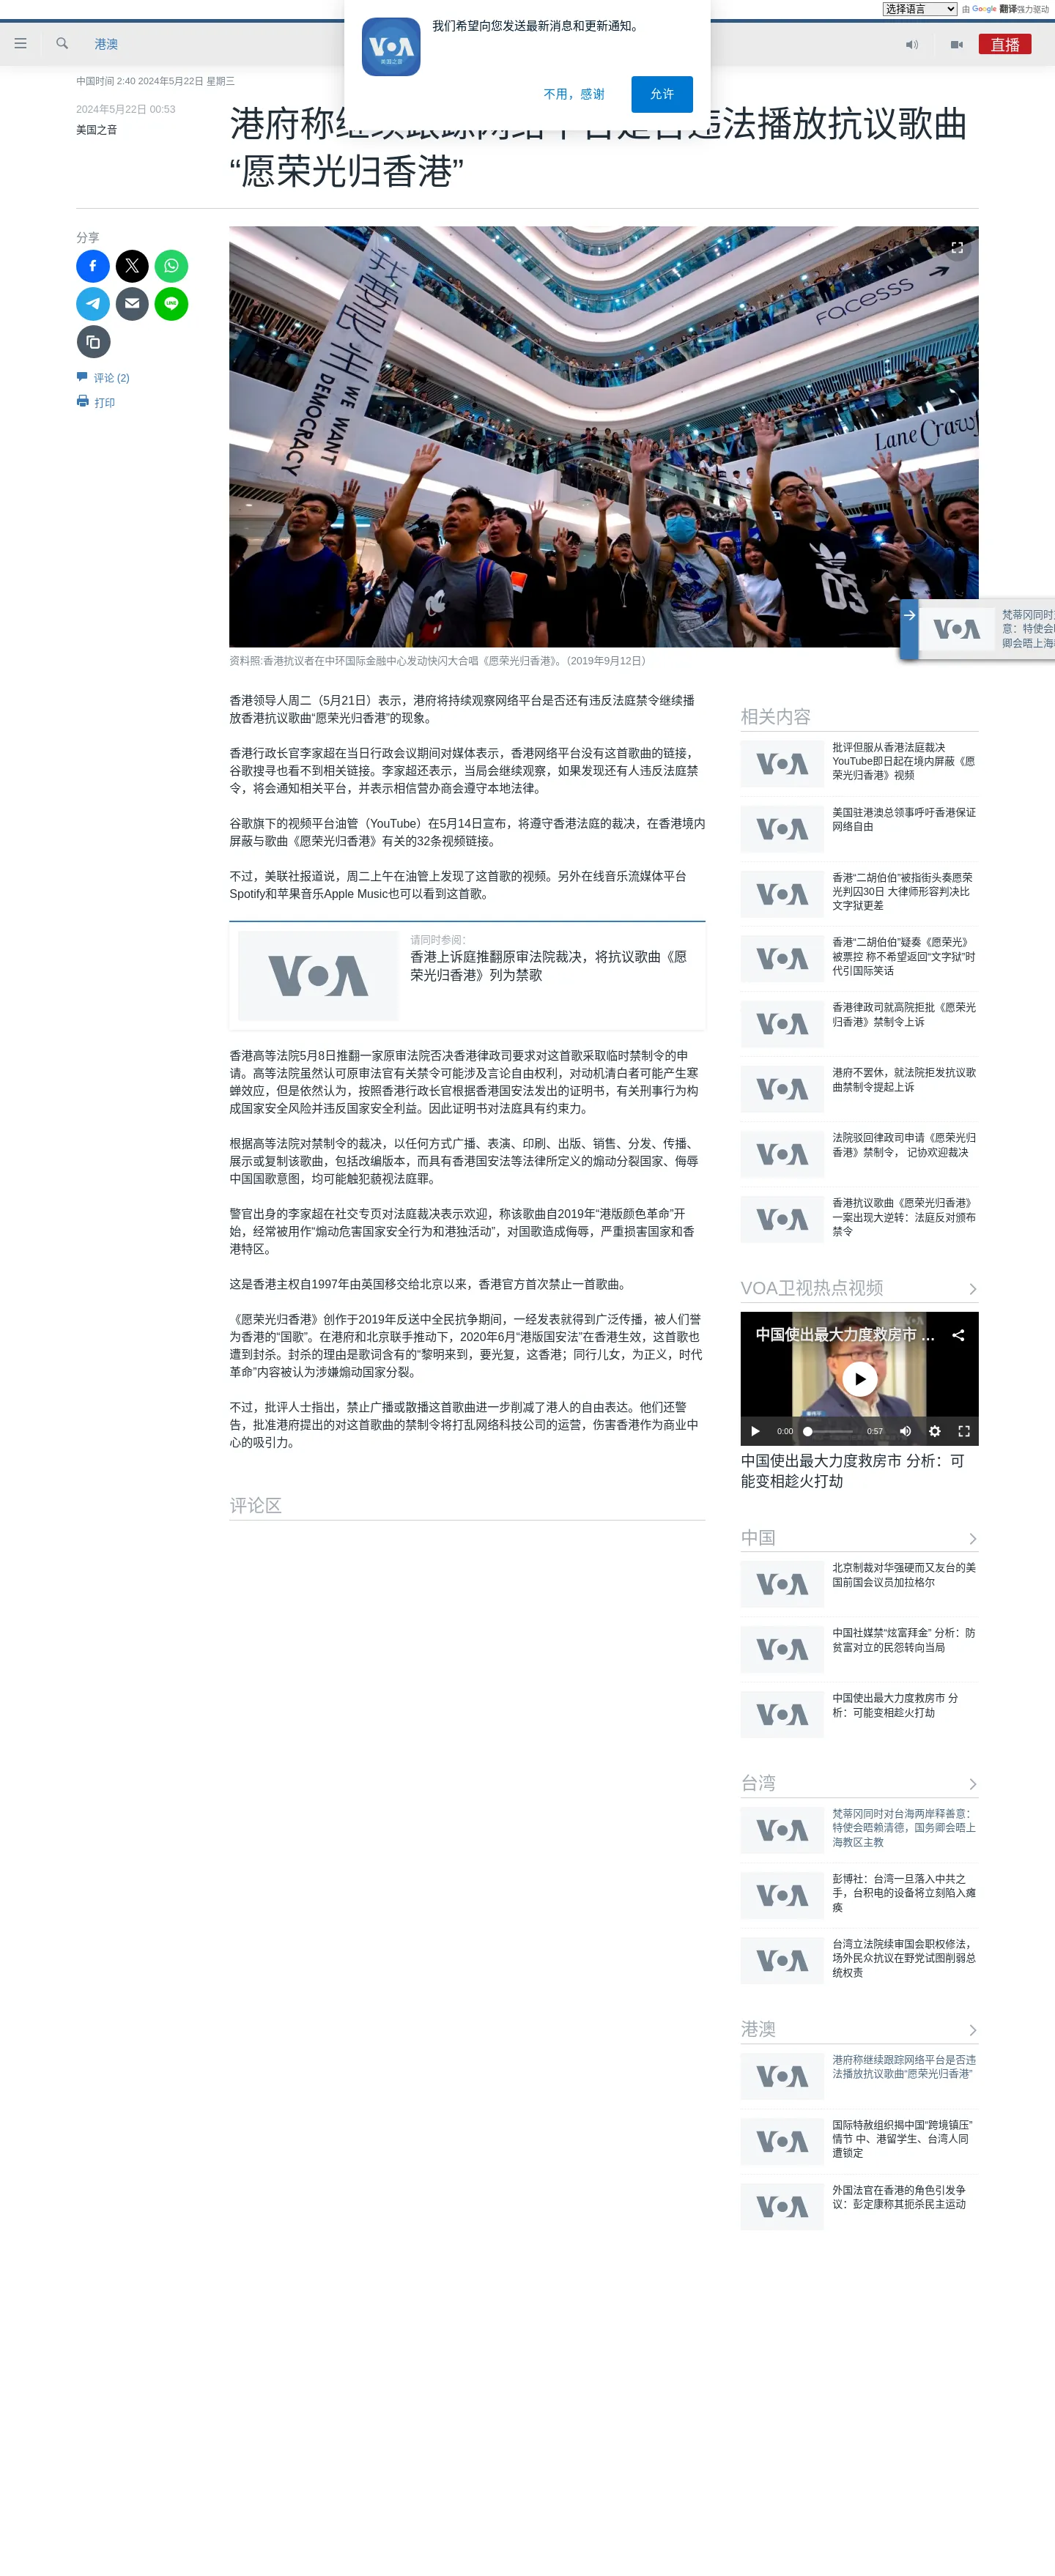 选择语言 由 Google 翻译强力驱动
我们希望向您发送最新消息和更新通知。
VOA
美国之音
不用，感谢
允许
港澳
直播
中国时间 2:40 2024年5月22日 星期三
2024年5月22日 00:53
美国之音
“愿荣光归香港”
分享
评论 (2)
打印
WE WANT
DEMOCRACY
FACESSS
资料照:香港抗议者在中环国际金融中心发动快闪大合唱《愿荣光归香港》。（2019年9月12日）
香港领导人周二（5月21日）表示，港府将持续观察网络平台是否还有违反法庭禁令继续播
放香港抗议歌曲“愿荣光归香港”的现象。
香港行政长官李家超在当日行政会议期间对媒体表示，香港网络平台没有这首歌曲的链接，
谷歌搜寻也看不到相关链接。李家超还表示，当局会继续观察，如果发现还有人违反法庭禁
令，将会通知相关平台，并表示相信营办商会遵守本地法律。
谷歌旗下的视频平台油管（YouTube）在5月14日宣布，将遵守香港法庭的裁决，在香港境内
屏蔽与歌曲《愿荣光归香港》有关的32条视频链接。
不过，美联社报道说，周二上午在油管上发现了这首歌的视频。另外在线音乐流媒体平台
Spotify和苹果音乐Apple Music也可以看到这首歌。
请同时参阅：
香港上诉庭推翻原审法院裁决，将抗议歌曲《愿
荣光归香港》列为禁歌
香港高等法院5月8日推翻一家原审法院否决香港律政司要求对这首歌采取临时禁制令的申
请。高等法院虽然认可原审法官有关禁令可能涉及言论自由权利，对动机清白者可能产生寒
蝉效应，但是依然认为，按照香港行政长官根据香港国安法发出的证明书，有关刑事行为构
成国家安全风险并违反国家安全利益。因此证明书对法庭具有约束力。
根据高等法院对禁制令的裁决，以任何方式广播、表演、印刷、出版、销售、分发、传播、
展示或复制该歌曲，包括改编版本，而具有香港国安法等法律所定义的煽动分裂国家、侮辱
中国国歌意图，均可能触犯藐视法庭罪。
警官出身的李家超在社交专页对法庭裁决表示欢迎，称该歌曲自2019年“港版颜色革命”开
始，经常被用作“煽动危害国家安全行为和港独活动”，对国歌造成侮辱，严重损害国家和香
港特区。
这是香港主权自1997年由英国移交给北京以来，香港官方首次禁止一首歌曲。
《愿荣光归香港》创作于2019年反送中全民抗争期间，一经发表就得到广泛传播，被人们誉
为香港的“国歌”。在港府和北京联手推动下，2020年6月“港版国安法”在香港生效，这首歌也
遭到封杀。封杀的理由是歌词含有的“黎明来到，要光复，这香港；同行儿女，为正义，时代
革命”内容被认为涉嫌煽动国家分裂。
不过，批评人士指出，禁止广播或散播这首歌曲进一步削减了港人的自由表达。他们还警
告，批准港府提出的对这首歌曲的禁制令将打乱网络科技公司的运营，伤害香港作为商业中
心的吸引力。
评论区
相关内容
批评但服从香港法庭裁决
YouTube即日起在境内屏蔽《愿
荣光归香港》视频
美国驻港澳总领事呼吁香港保证
网络自由
香港“二胡伯伯”被指街头奏愿荣
光判囚30日 大律师形容判决比
文字狱更差
香港“二胡伯伯”疑奏《愿荣光》
被票控 称不希望返回“文字狱”时
代引国际笑话
香港律政司就高院拒批《愿荣光
归香港》禁制令上诉
港府不罢休，就法院拒发抗议歌
曲禁制令提起上诉
法院驳回律政司申请《愿荣光归
香港》禁制令， 记协欢迎裁决
香港抗议歌曲《愿荣光归香港》
一案出现大逆转：法庭反对颁布
禁令
VOA卫视热点视频
中国使出最大力度救房市 ...
0:00
0:57
中国使出最大力度救房市 分析：可
能变相趁火打劫
中国
北京制裁对华强硬而又友台的美
国前国会议员加拉格尔
中国社媒禁“炫富拜金” 分析：防
贫富对立的民怨转向当局
中国使出最大力度救房市 分
析：可能变相趁火打劫
台湾
梵蒂冈同时对台海两岸释善意：
特使会晤赖清德，国务卿会晤上
海教区主教
彭博社：台湾一旦落入中共之
手，台积电的设备将立刻陷入瘫
痪
台湾立法院续审国会职权修法，
场外民众抗议在野党试图削弱总
统权责
港澳
港府称继续跟踪网络平台是否违
法播放抗议歌曲“愿荣光归香港”
国际特赦组织揭中国“跨境镇压”
情节 中、港留学生、台湾人同
遭锁定
外国法官在香港的角色引发争
议：彭定康称其扼杀民主运动